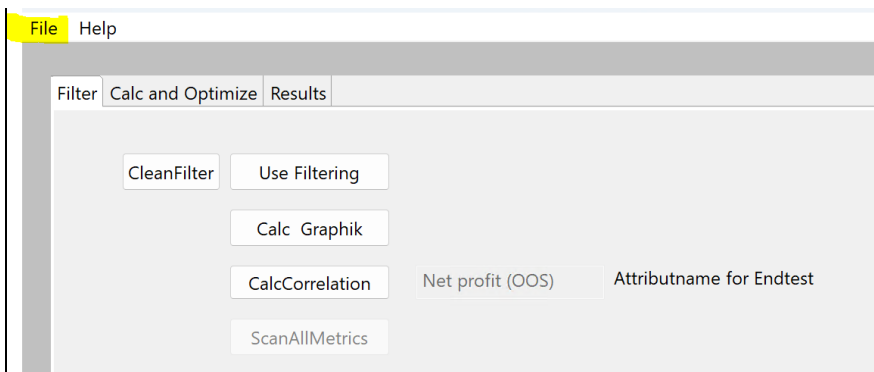 File Help
Filter Calc and Optimize Results
CleanFilter Use Filtering
Calc Graphik
CalcCorrelation Net profit (OOS) Attributname for Endtest
ScanAllMetrics